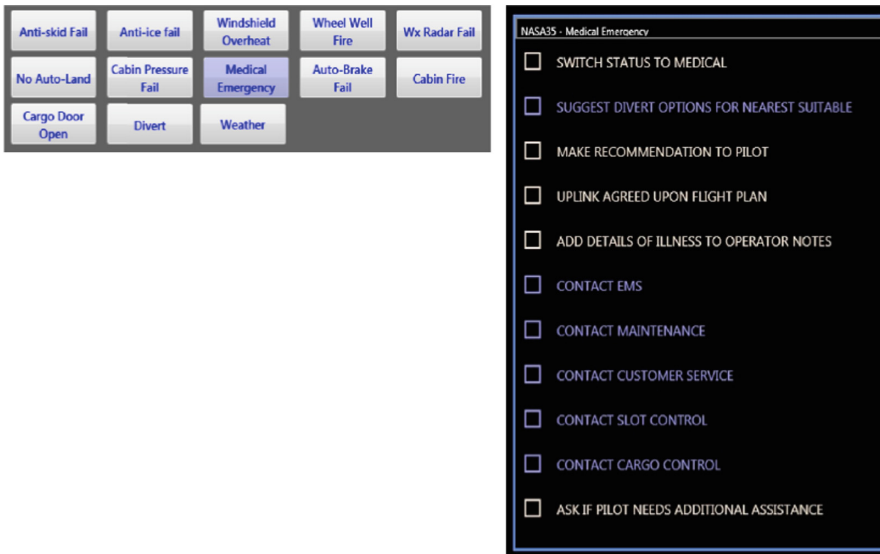 Anti-skid Fail
Anti-ice fail
Windshield
Overheat
Wheel Well
Fire
Wx Radar Fail
No Auto-Land
Cabin Pressure
Fail
Medical
Emergency
Auto-Brake
Fail
Cabin Fire
Cargo Door
Open
Divert
Weather
NASA35 - Medical Emergency
SWITCH STATUS TO MEDICAL
SUGGEST DIVERT OPTIONS FOR NEAREST SUITABLE
MAKE RECOMMENDATION TO PILOT
UPLINK AGREED UPON FLIGHT PLAN
ADD DETAILS OF ILLNESS TO OPERATOR NOTES
CONTACT EMS
CONTACT MAINTENANCE
CONTACT CUSTOMER SERVICE
CONTACT SLOT CONTROL
CONTACT CARGO CONTROL
ASK IF PILOT NEEDS ADDITIONAL ASSISTANCE